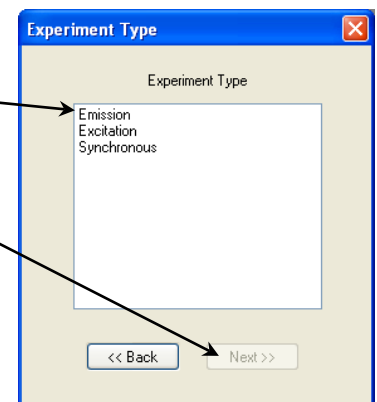 Experiment Type
Experiment Type
Emission
Excitation
Synchronous
<< Back Next >>